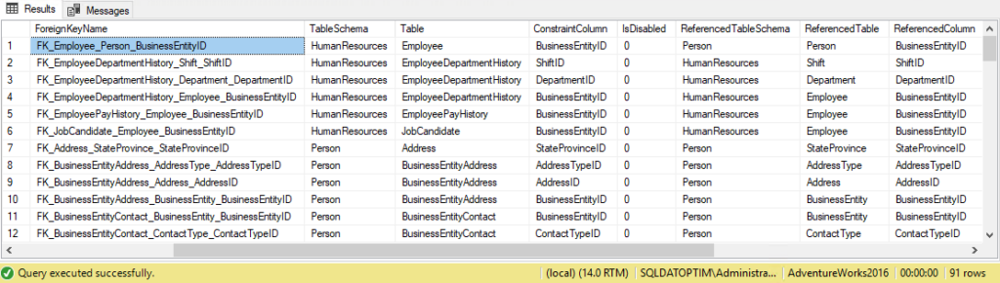 Results Messages
ForeignKeyName TableSchema Table ConstraintColumn IsDisabled ReferencedTableSchema ReferencedTable ReferencedColumn
1 FK_Employee_Person_BusinessEntityID HumanResources Employee BusinessEntityID 0 Person Person BusinessEntityID
2 FK_EmployeeDepartmentHistory_Shift_ShiftID HumanResources EmployeeDepartmentHistory ShiftID 0 HumanResources Shift ShiftID
3 FK_EmployeeDepartmentHistory_Department_DepartmentID HumanResources EmployeeDepartmentHistory DepartmentID 0 HumanResources Department DepartmentID
4 FK_EmployeeDepartmentHistory_Employee_BusinessEntityID HumanResources EmployeeDepartmentHistory BusinessEntityID 0 HumanResources Employee BusinessEntityID
5 FK_EmployeePayHistory_Employee_BusinessEntityID HumanResources EmployeePayHistory BusinessEntityID 0 HumanResources Employee BusinessEntityID
6 FK_JobCandidate_Employee_BusinessEntityID HumanResources JobCandidate BusinessEntityID 0 HumanResources Employee BusinessEntityID
7 FK_Address_StateProvince_StateProvinceID Person Address StateProvinceID 0 Person StateProvince StateProvinceID
8 FK_BusinessEntityAddress_AddressType_AddressTypeID Person BusinessEntityAddress AddressTypeID 0 Person AddressType AddressTypeID
9 FK_BusinessEntityAddress_Address_AddressID Person BusinessEntityAddress AddressID 0 Person Address AddressID
10 FK_BusinessEntityAddress_BusinessEntity_BusinessEntityID Person BusinessEntityAddress BusinessEntityID 0 Person BusinessEntity BusinessEntityID
11 FK_BusinessEntityContact_BusinessEntity_BusinessEntityID Person BusinessEntityContact BusinessEntityID 0 Person BusinessEntity BusinessEntityID
12 FK_BusinessEntityContact_ContactType_ContactTypeID Person BusinessEntityContact ContactTypeID 0 Person ContactType ContactTypeID
Query executed successfully. (local) (14.0 RTM) SQLDATOPTIM\Administra... AdventureWorks2016 00:00:00 91 rows